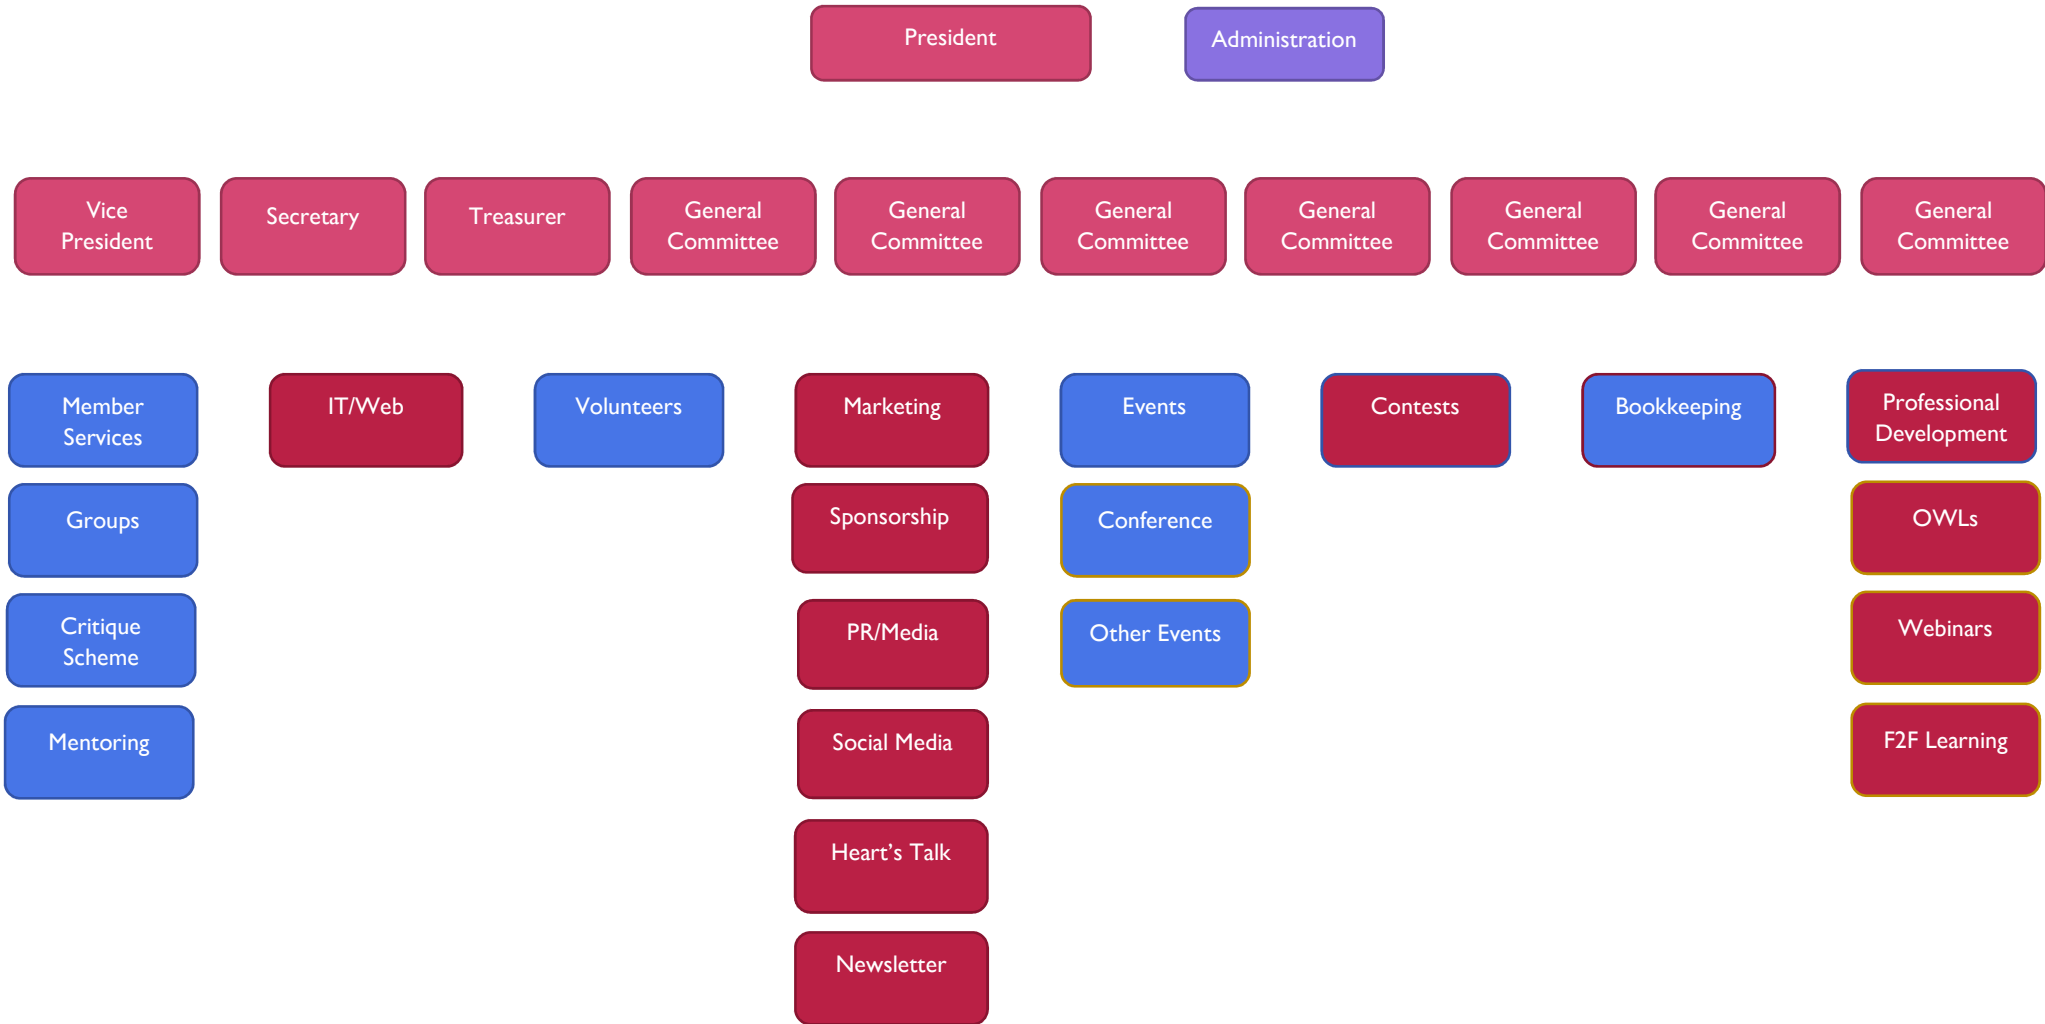 President
Administration
Vice
President
Secretary
Treasurer
General
Committee
General
Committee
General
Committee
General
Committee
General
Committee
General
Committee
General
Committee
Member
Services
IT/Web
Volunteers
Marketing
Events
Contests
Bookkeeping
Professional
Development
Groups
Sponsorship
Conference
OWLs
Critique
Scheme
PR/Media
Other Events
Webinars
Mentoring
Social Media
F2F Learning
Heart’s Talk
Newsletter